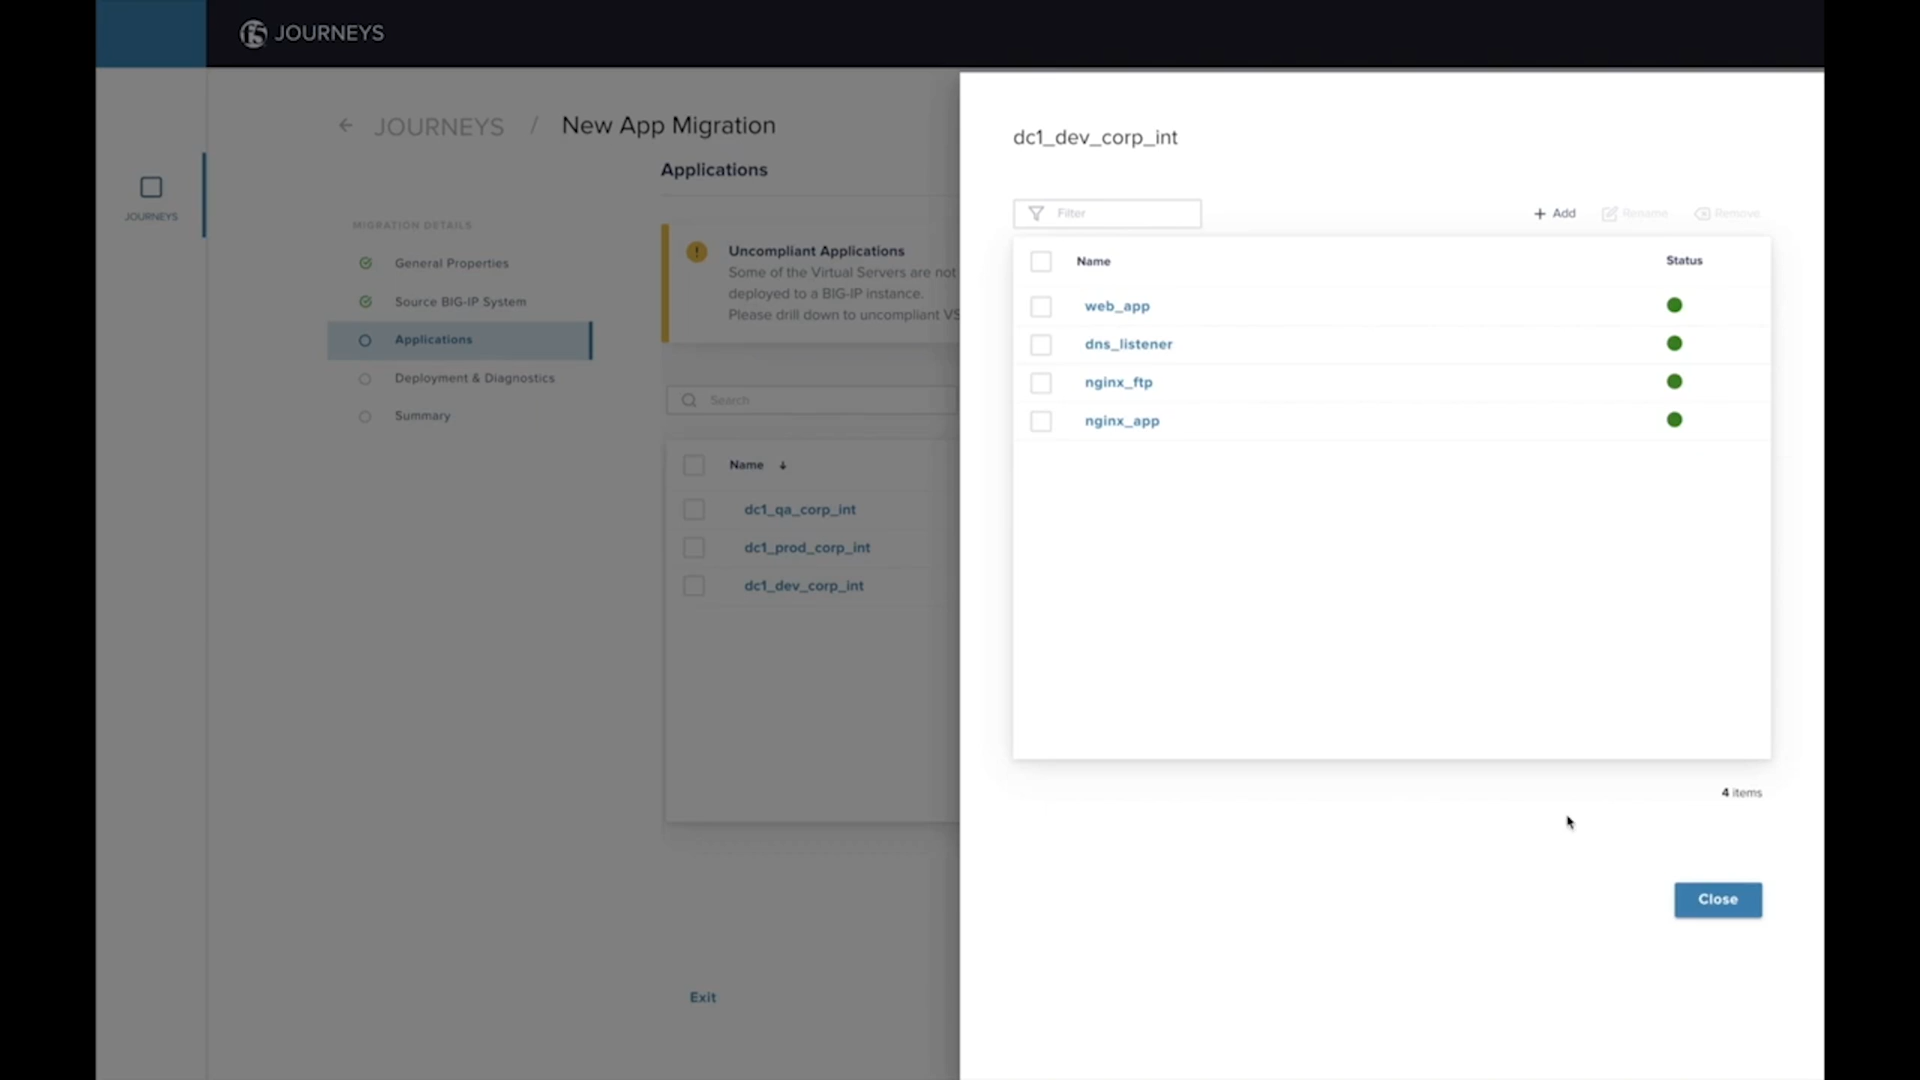 f5 JOURNEYS
JOURNEYS
JOURNEYS / New App Migration
MIGRATION DETAILS
General Properties
Source BIG-IP System
Applications
Deployment & Diagnostics
Summary
Applications
Uncompliant Applications
Some of the Virtual Servers are not
deployed to a BIG-IP instance.
Please drill down to uncompliant VS
Search
Name
dc1_qa_corp_int
dc1_prod_corp_int
dc1_dev_corp_int
Exit
dc1_dev_corp_int
Filter
+ Add Rename Remove
Name Status
web_app
dns_listener
nginx_ftp
nginx_app
4 items
Close